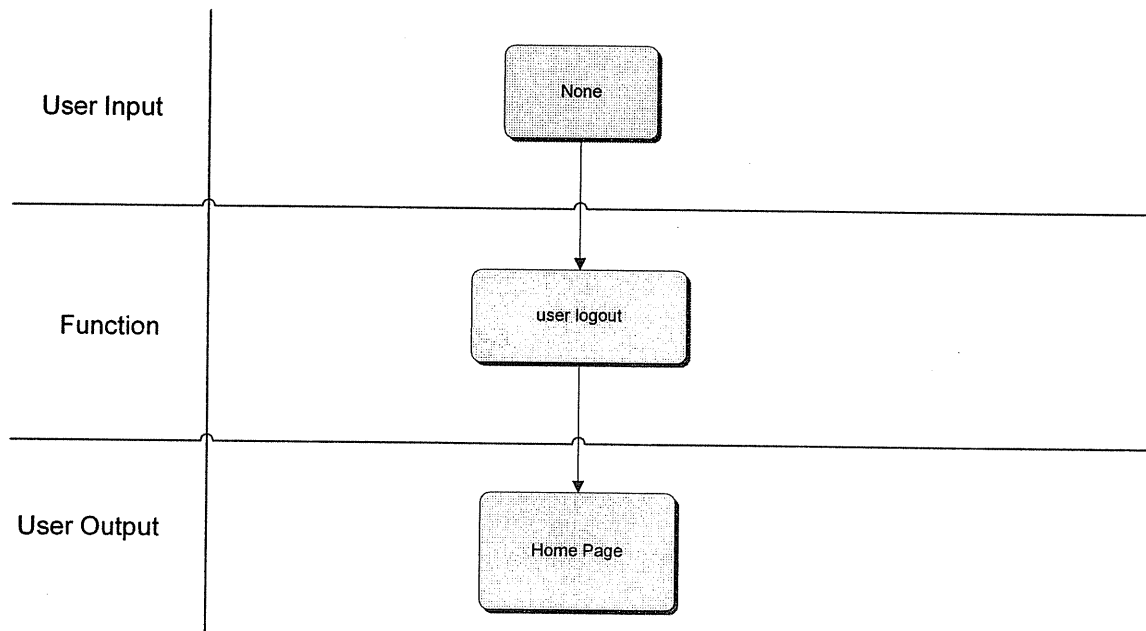 None
User Input
user logout
Function
User Output
Home Page